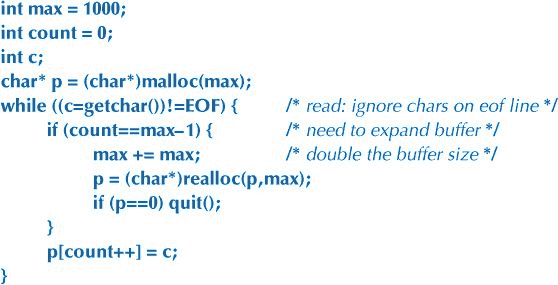 int max = 1000;
int count = 0;
int c;
char* p = (char*)malloc(max);
while ((c=getchar())!=EOF) { /* read: ignore chars on eof line */
if (count==max–1) { /* need to expand buffer */
max += max; /* double the buffer size */
p = (char*)realloc(p,max);
if (p==0) quit();
}
p[count++] = c;
}